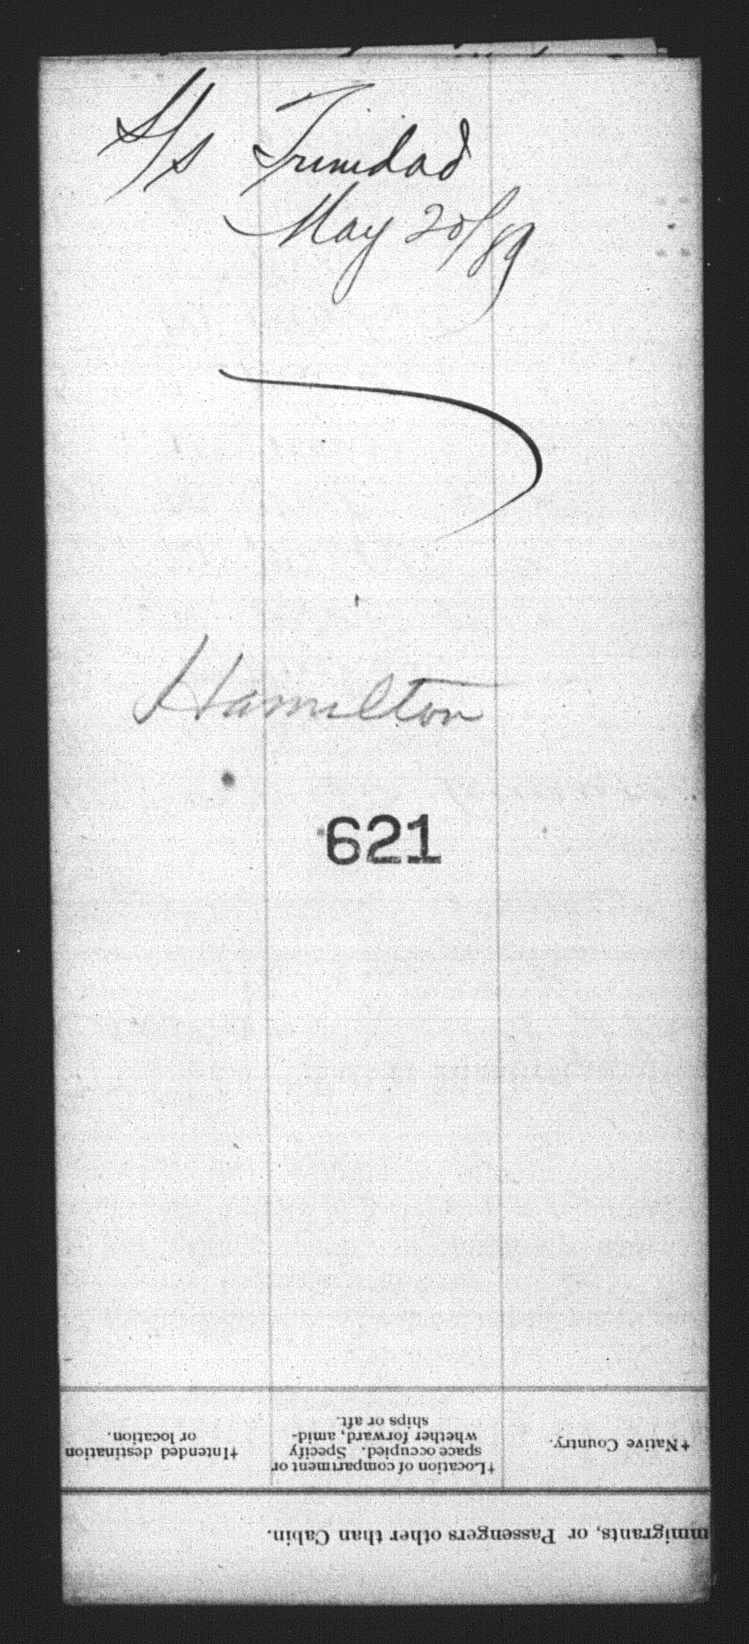 S/s Trinidad
May 20/89
Hamilton
621
†Intended destination
or location.
†Location of compartment or
space occupied. Specify
whether forward, amid-
ships or aft.
†Native Country.
mmigrants, or Passengers other than Cabin.